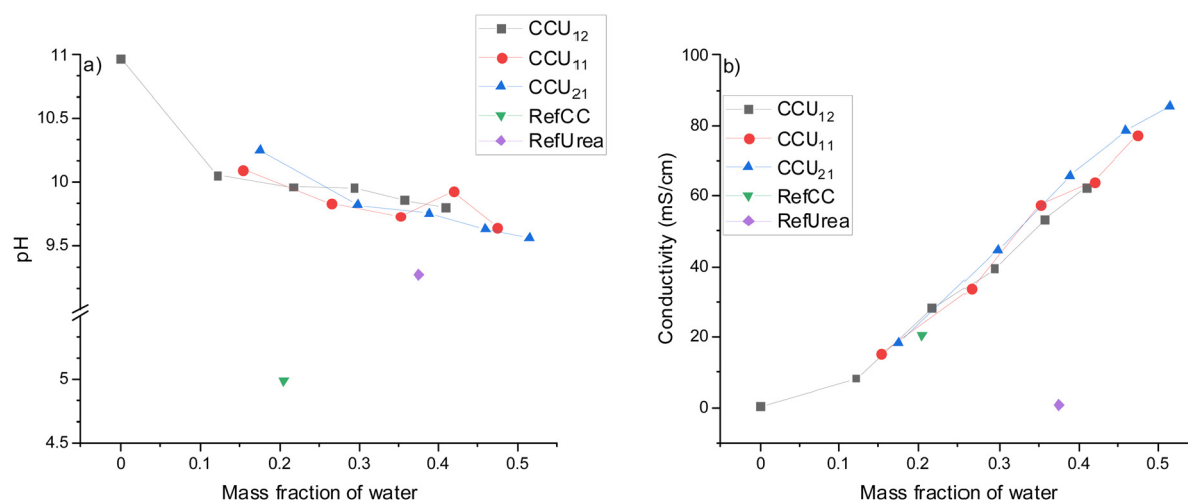 a)
CCU12
CCU11
CCU21
RefCC
RefUrea
pH
11
10.5
10
9.5
5
4.5
0
0.1
0.2
0.3
0.4
0.5
Mass fraction of water
b)
CCU12
CCU11
CCU21
RefCC
RefUrea
Conductivity (mS/cm)
100
80
60
40
20
0
0
0.1
0.2
0.3
0.4
0.5
Mass fraction of water